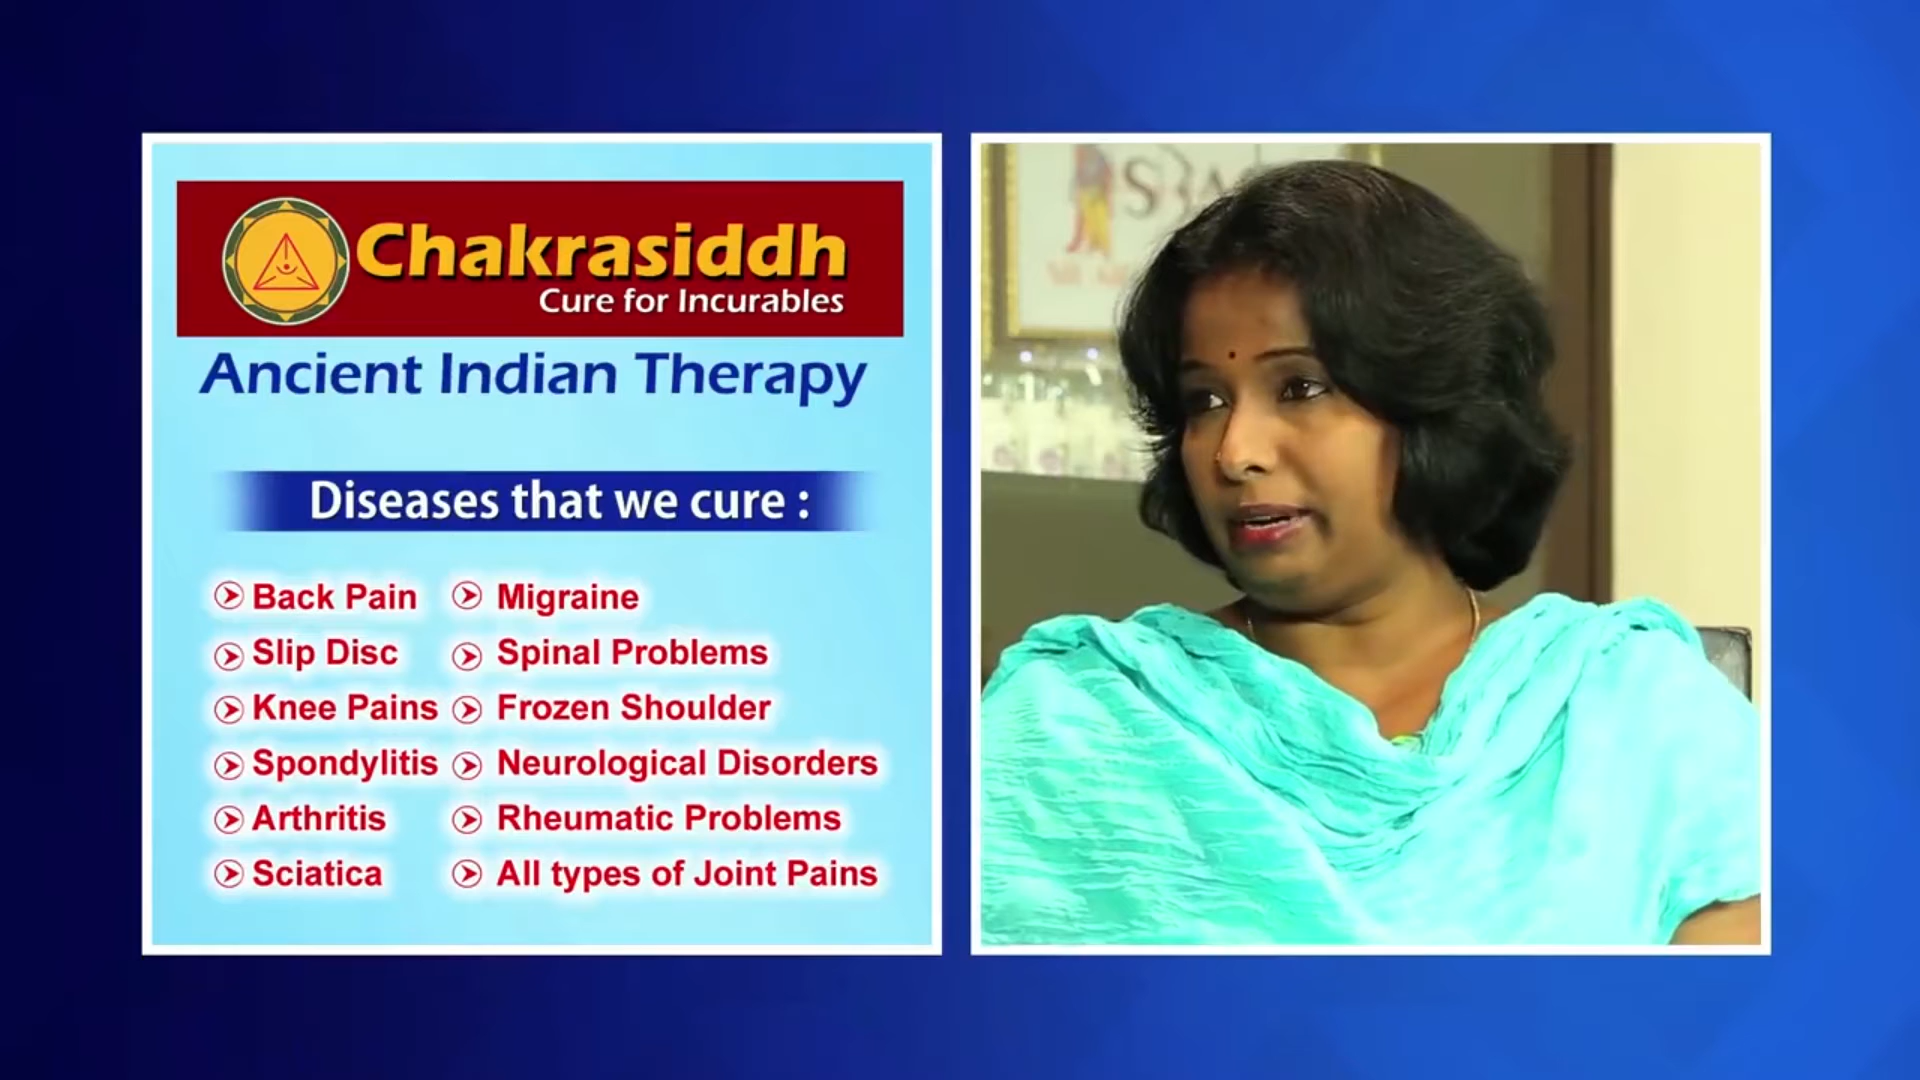 Chakrasiddh
Cure for Incurables
Ancient Indian Therapy
Diseases that we cure :
Back Pain
Slip Disc
Knee Pains
Spondylitis
Arthritis
Sciatica
Migraine
Spinal Problems
Frozen Shoulder
Neurological Disorders
Rheumatic Problems
All types of Joint Pains